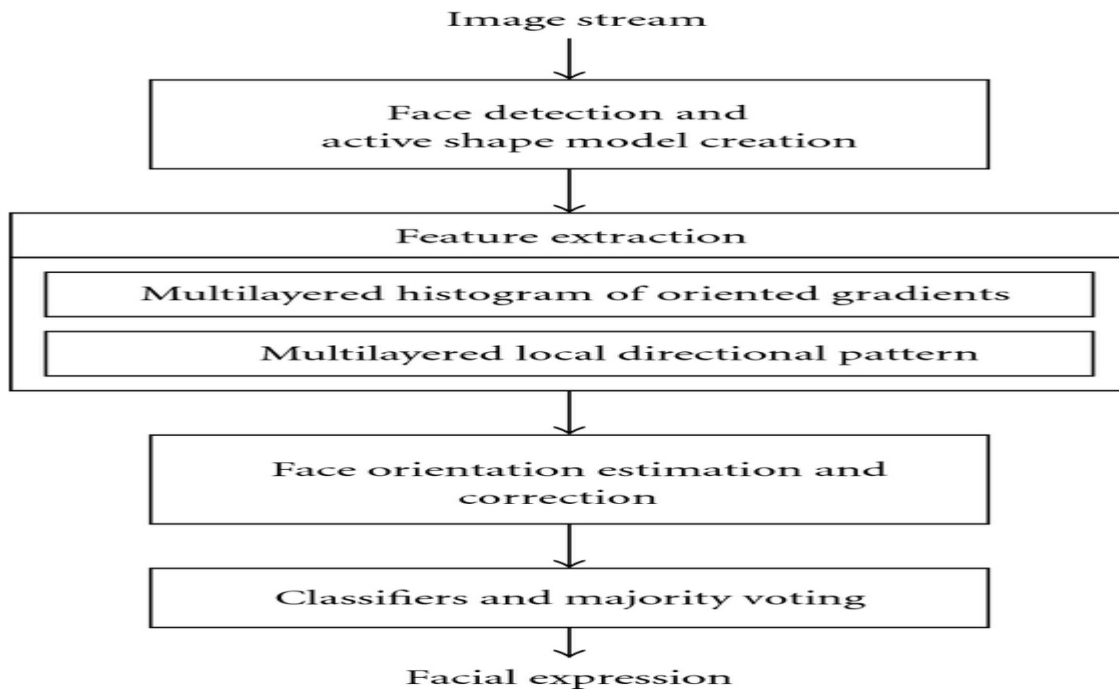 Image stream
Face detection and
active shape model creation
Feature extraction
Multilayered histogram of oriented gradients
Multilayered local directional pattern
Face orientation estimation and
correction
Classifiers and majority voting
Facial expression